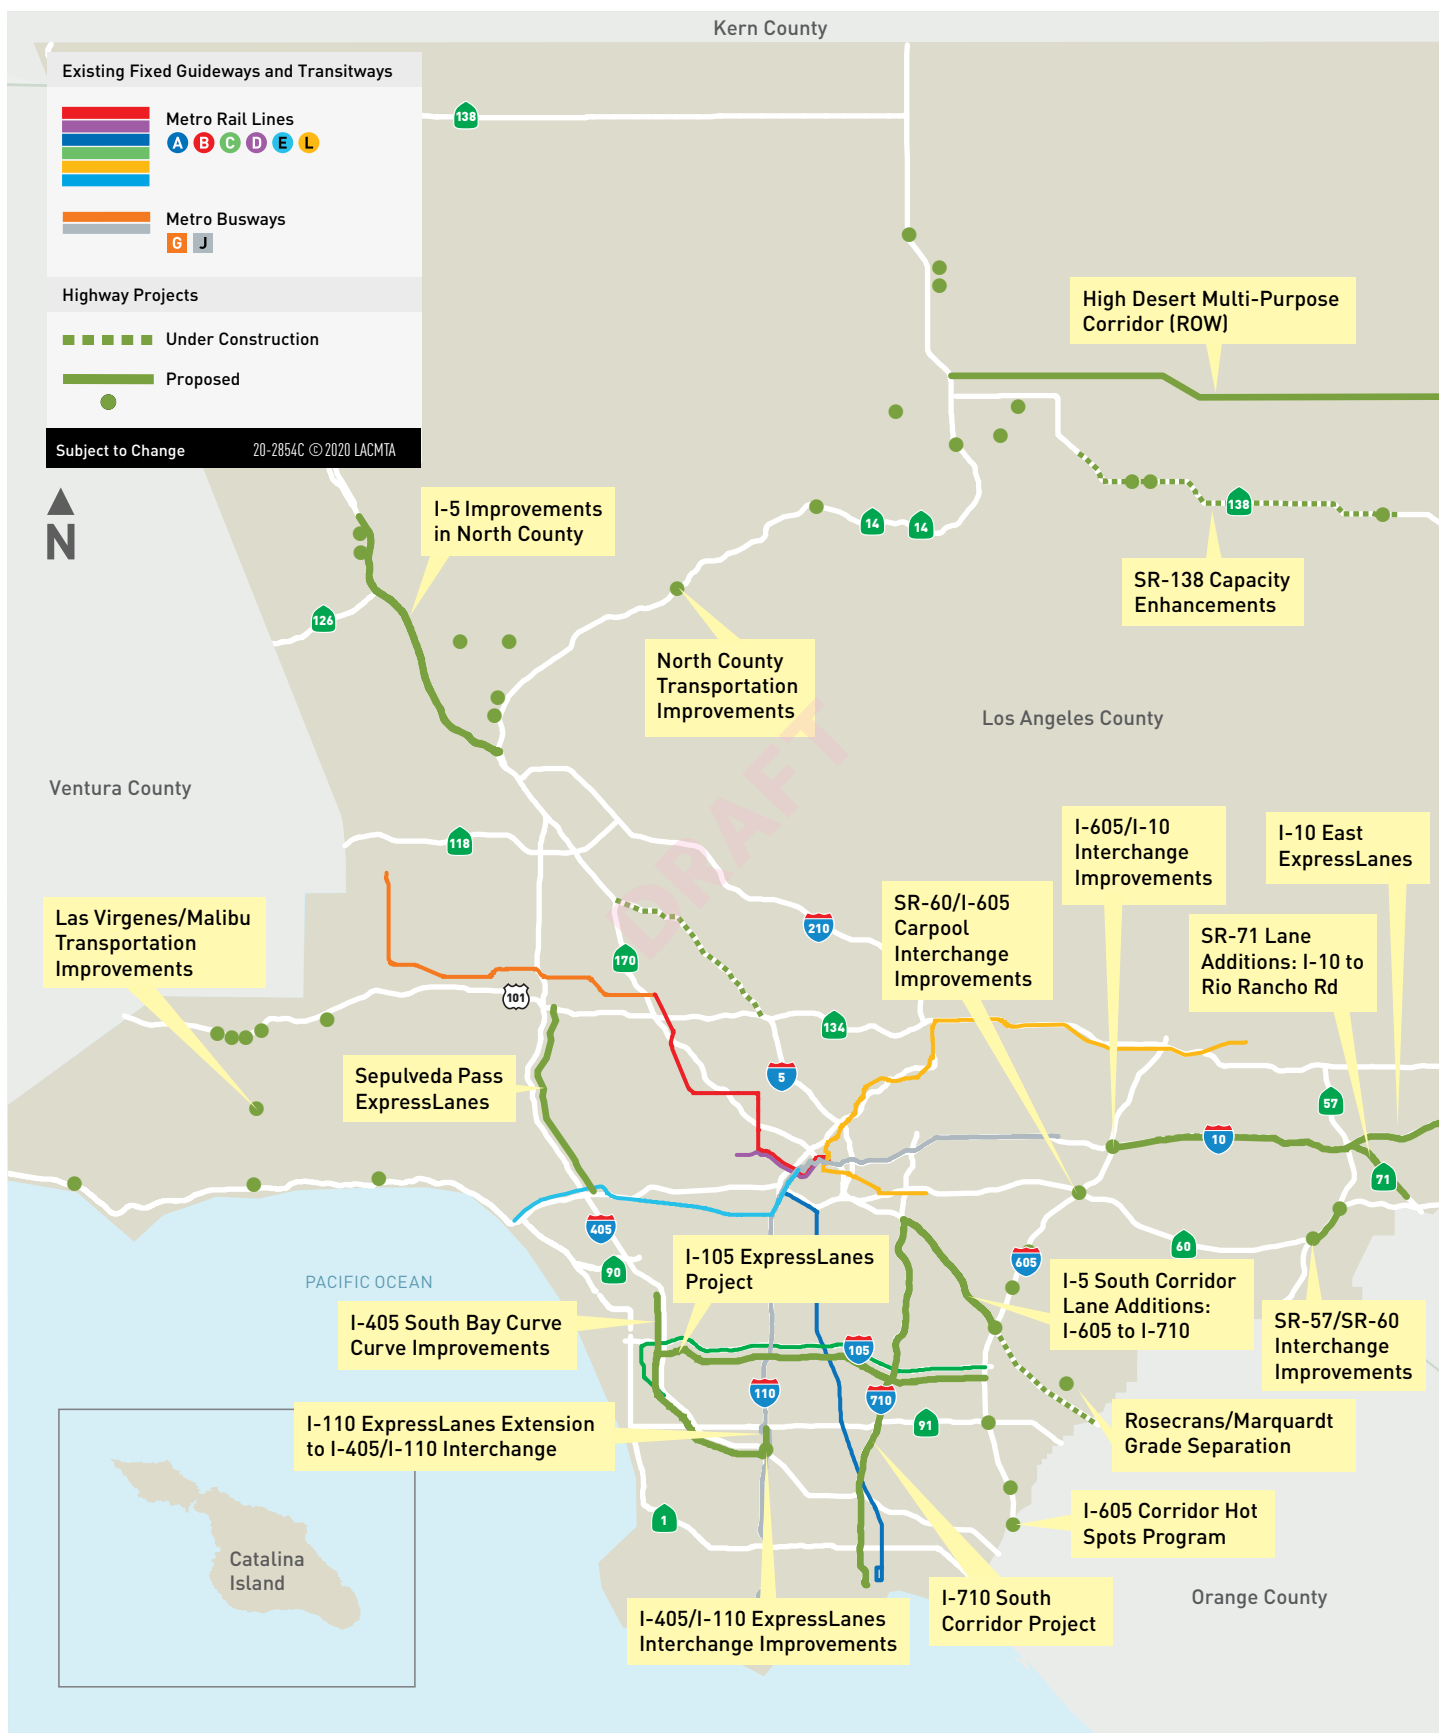 Kern County
Existing Fixed Guideways and Transitways
Metro Rail Lines
A B C D E L
Metro Busways
G J
Highway Projects
Under Construction
Proposed
Subject to Change 20-2854C © 2020 LACMTA
N
138
High Desert Multi-Purpose
Corridor (ROW)
I-5 Improvements
in North County
14
14
138
SR-138 Capacity
Enhancements
126
North County
Transportation
Improvements
Los Angeles County
DRAFT
Ventura County
118
I-605/I-10
Interchange
Improvements
I-10 East
ExpressLanes
Las Virgenes/Malibu
Transportation
Improvements
SR-60/I-605
Carpool
Interchange
Improvements
SR-71 Lane
Additions: I-10 to
Rio Rancho Rd
210
170
101
134
5
Sepulveda Pass
ExpressLanes
57
10
71
405
90
60
605
PACIFIC OCEAN
I-105 ExpressLanes
Project
I-5 South Corridor
Lane Additions:
I-605 to I-710
I-405 South Bay Curve
Curve Improvements
SR-57/SR-60
Interchange
Improvements
105
110
710
91
I-110 ExpressLanes Extension
to I-405/I-110 Interchange
Rosecrans/Marquardt
Grade Separation
1
I-605 Corridor Hot
Spots Program
Catalina
Island
I-405/I-110 ExpressLanes
Interchange Improvements
I-710 South
Corridor Project
Orange County